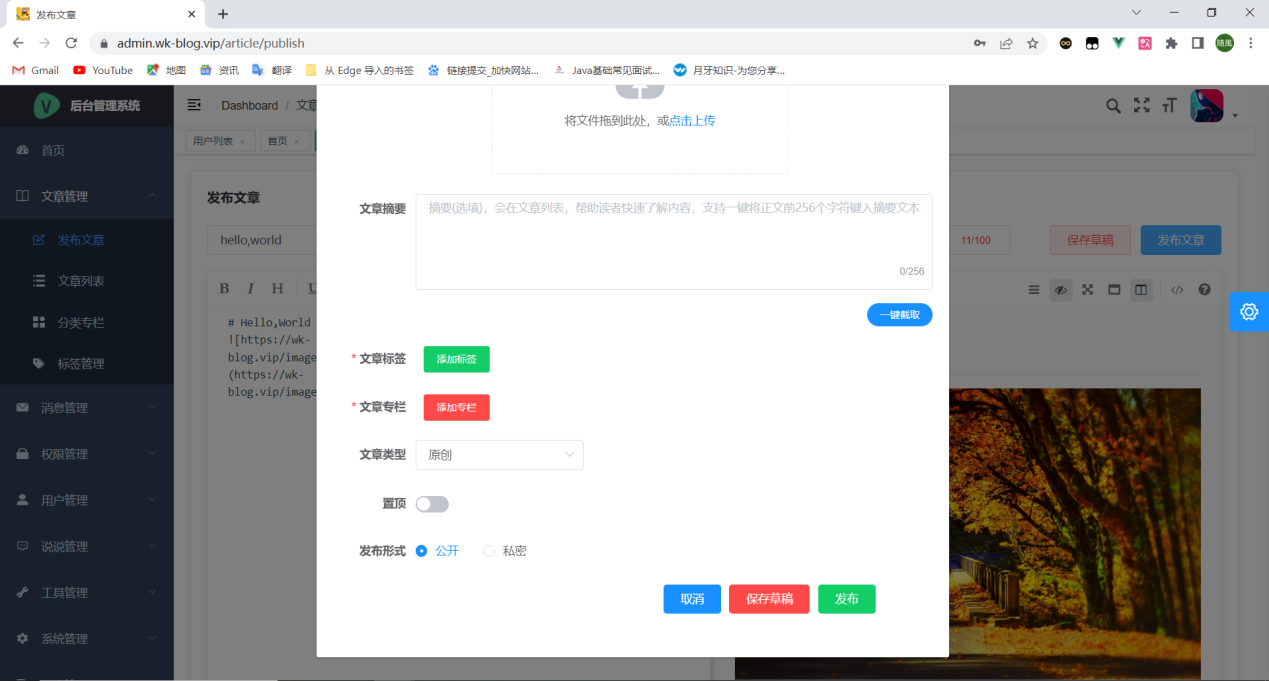 发布文章
admin.wk-blog.vip/article/publish
随風
Gmail
YouTube
地图
资讯
翻译
从 Edge 导入的书签
链接提交_加快网站...
Java基础常见面试...
月牙知识-为您分享...
后台管理系统
Dashboard / 文章
用户列表 ×
首页 ×
首页
文章管理
发布文章
文章列表
分类专栏
标签管理
消息管理
权限管理
用户管理
说说管理
工具管理
系统管理
发布文章
hello,world
11/100
保存草稿
发布文章
B I H U
# Hello,World
![https://wk-
blog.vip/image
(https://wk-
blog.vip/image
将文件拖到此处，或点击上传
文章摘要
摘要(选填)，会在文章列表，帮助读者快速了解内容，支持一键将正文前256个字符键入摘要文本
0/256
一键截取
* 文章标签
添加标签
* 文章专栏
添加专栏
文章类型
原创
置顶
发布形式
公开
私密
取消
保存草稿
发布